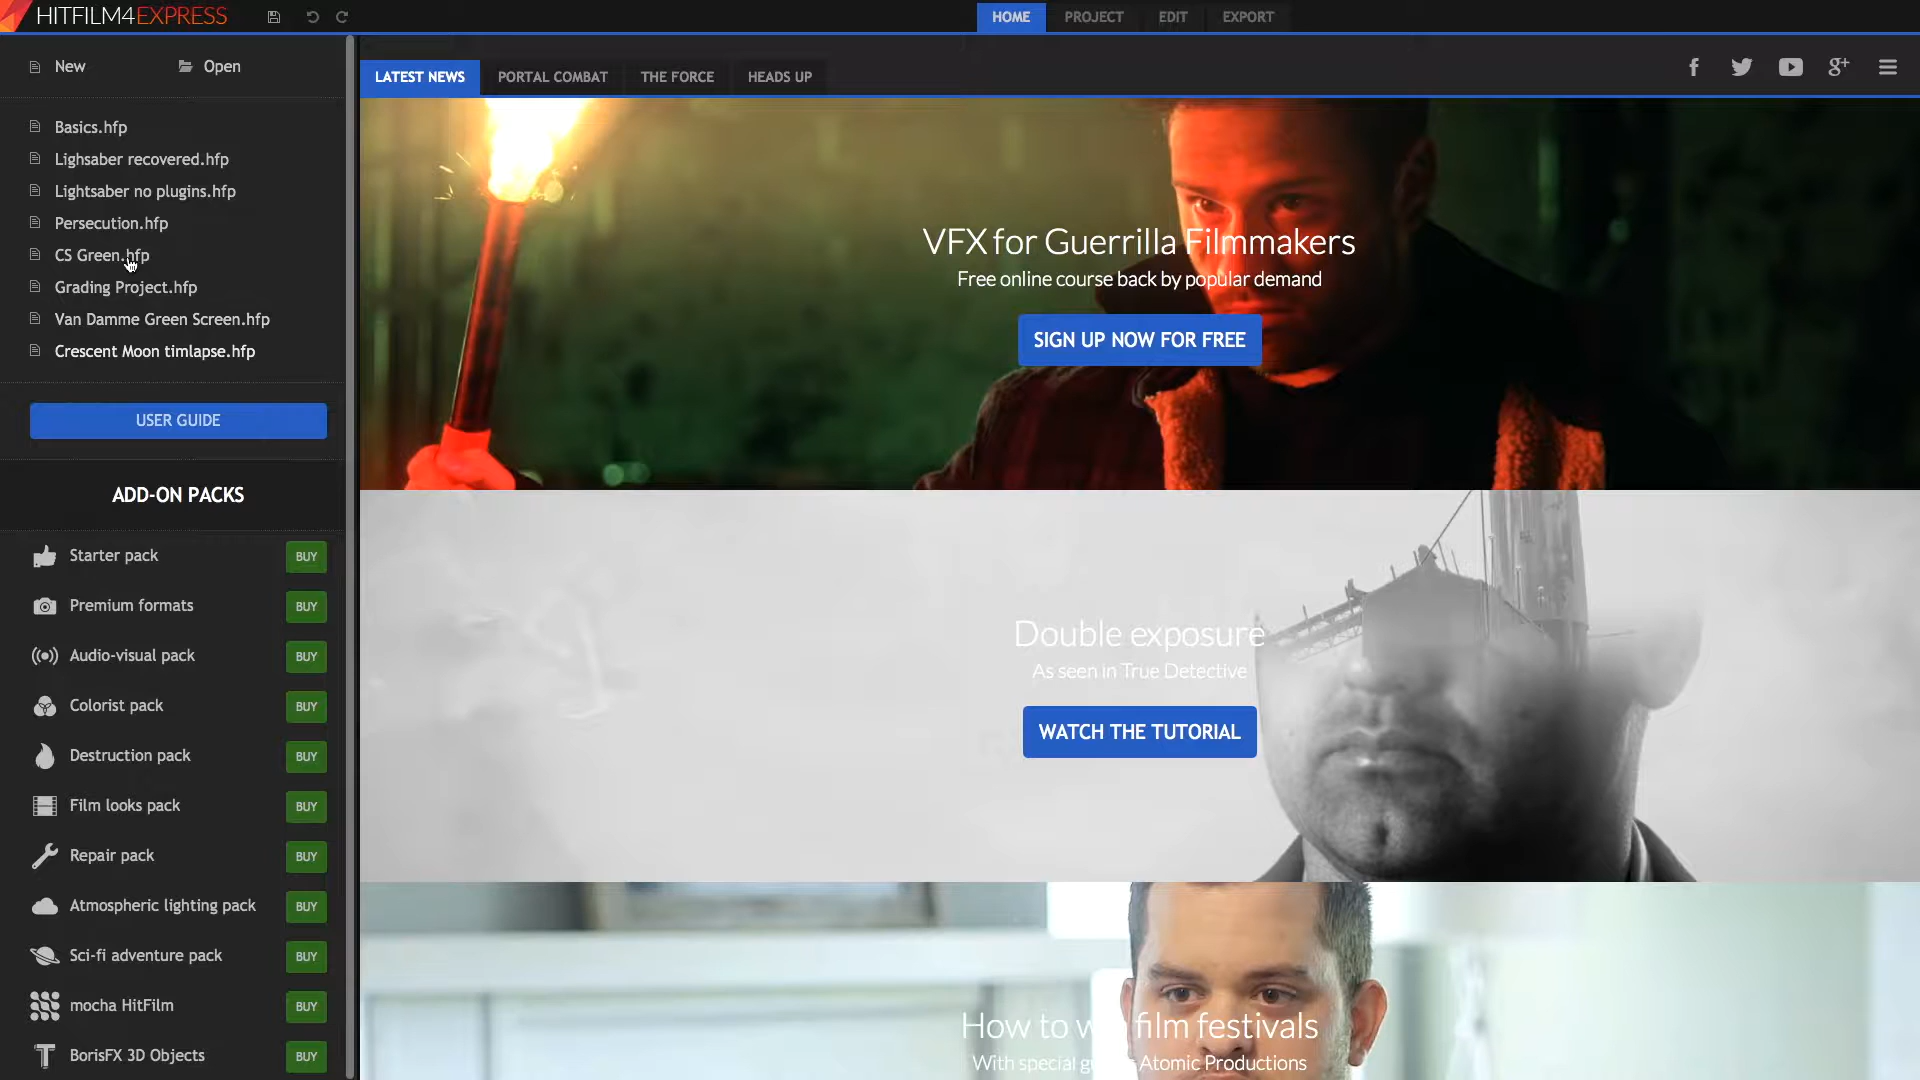 HITFILM4EXPRESS
HOME PROJECT EDIT EXPORT
New Open
LATEST NEWS PORTAL COMBAT THE FORCE HEADS UP
f g+
Basics.hfp
Lighsaber recovered.hfp
Lightsaber no plugins.hfp
Persecution.hfp
CS Green.hfp
Grading Project.hfp
Van Damme Green Screen.hfp
Crescent Moon timlapse.hfp
USER GUIDE
ADD-ON PACKS
Starter pack BUY
Premium formats BUY
Audio-visual pack BUY
Colorist pack BUY
Destruction pack BUY
Film looks pack BUY
Repair pack BUY
Atmospheric lighting pack BUY
Sci-fi adventure pack BUY
mocha HitFilm BUY
BorisFX 3D Objects BUY
VFX for Guerrilla Filmmakers
Free online course back by popular demand
SIGN UP NOW FOR FREE
Double exposure
As seen in True Detective
WATCH THE TUTORIAL
How to film festivals
With special Atomic Productions